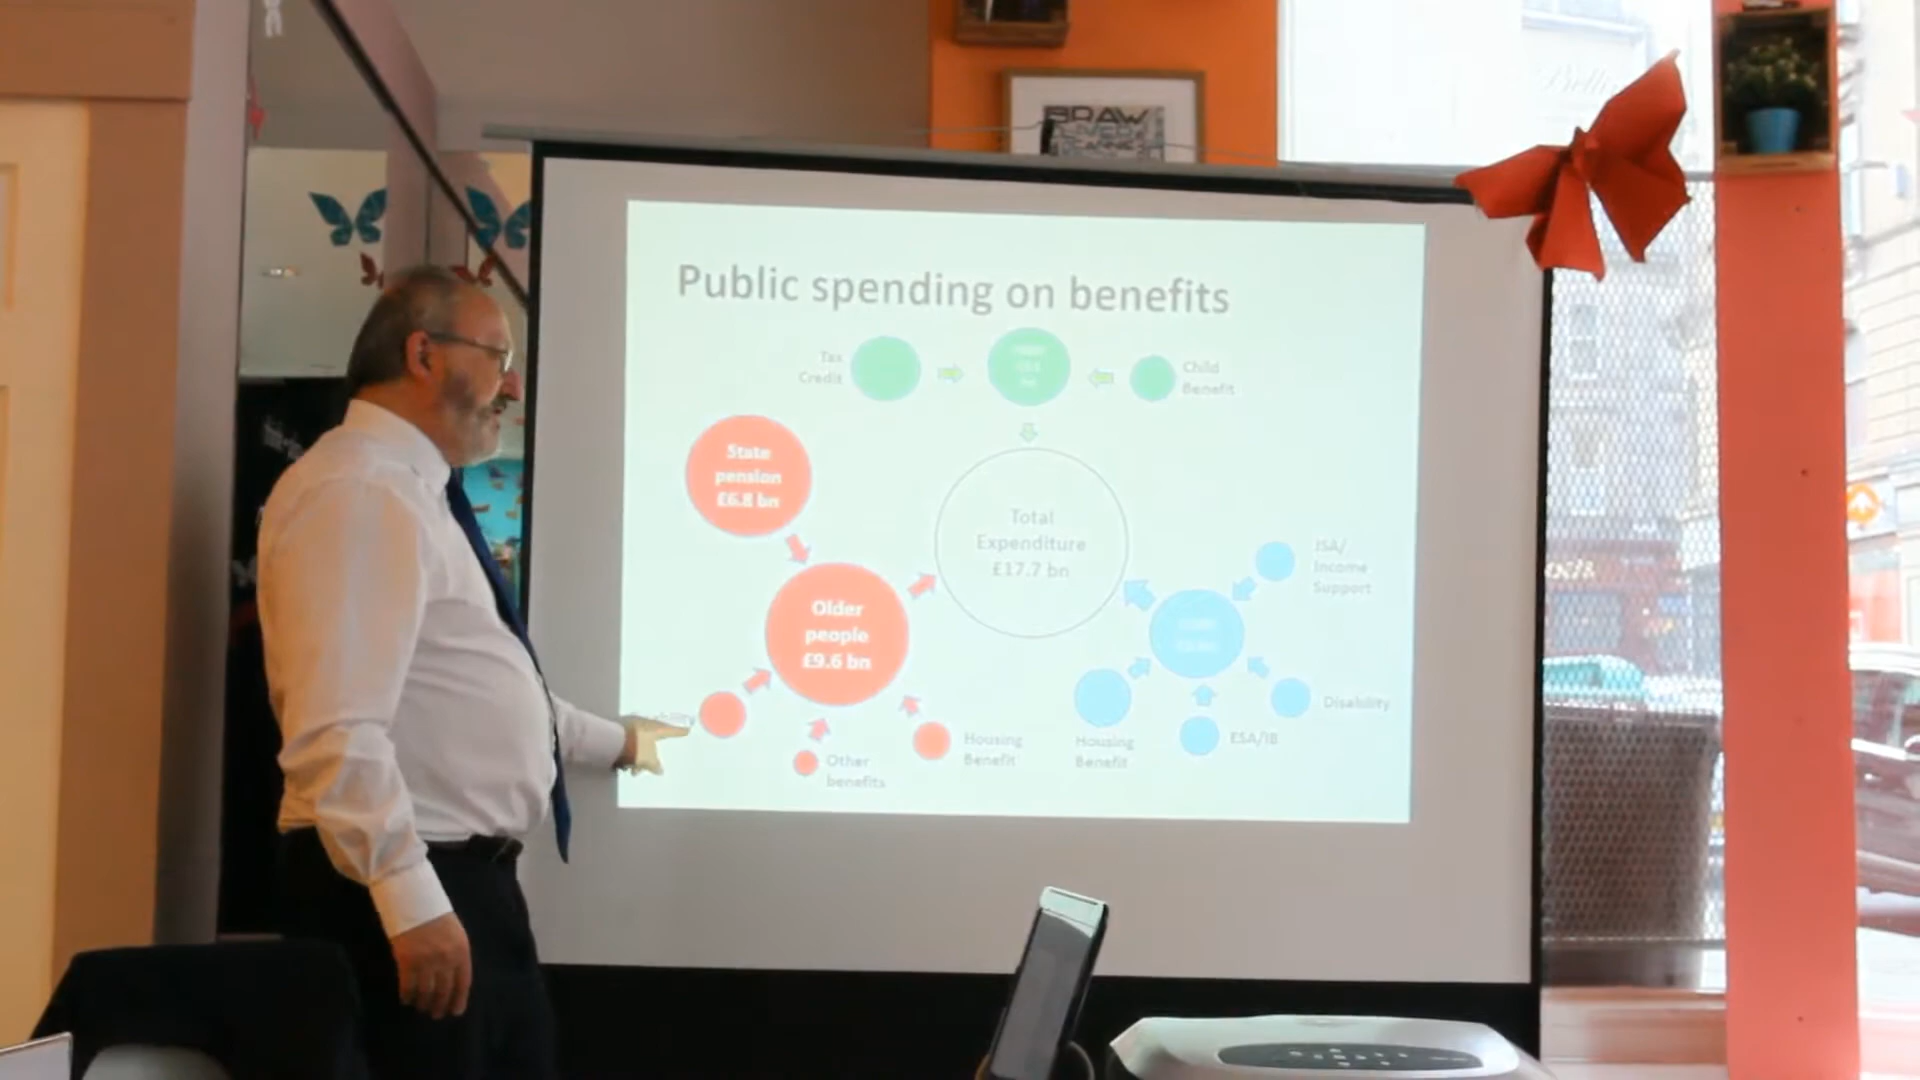 BRAW
Public spending on benefits
Tax
Credit
Child
Benefit
State
pension
£6.8 bn
Total
Expenditure
£17.7 bn
JSA/
Income
Support
Older
people
£9.6 bn
Disability
Housing
Benefit
Other
benefits
Housing
Benefit
ESA/IB